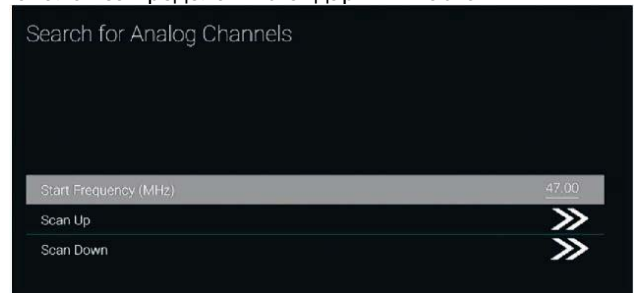 Search for Analog Channels
Start Frequency (MHz) 47.00
Scan Up
Scan Down